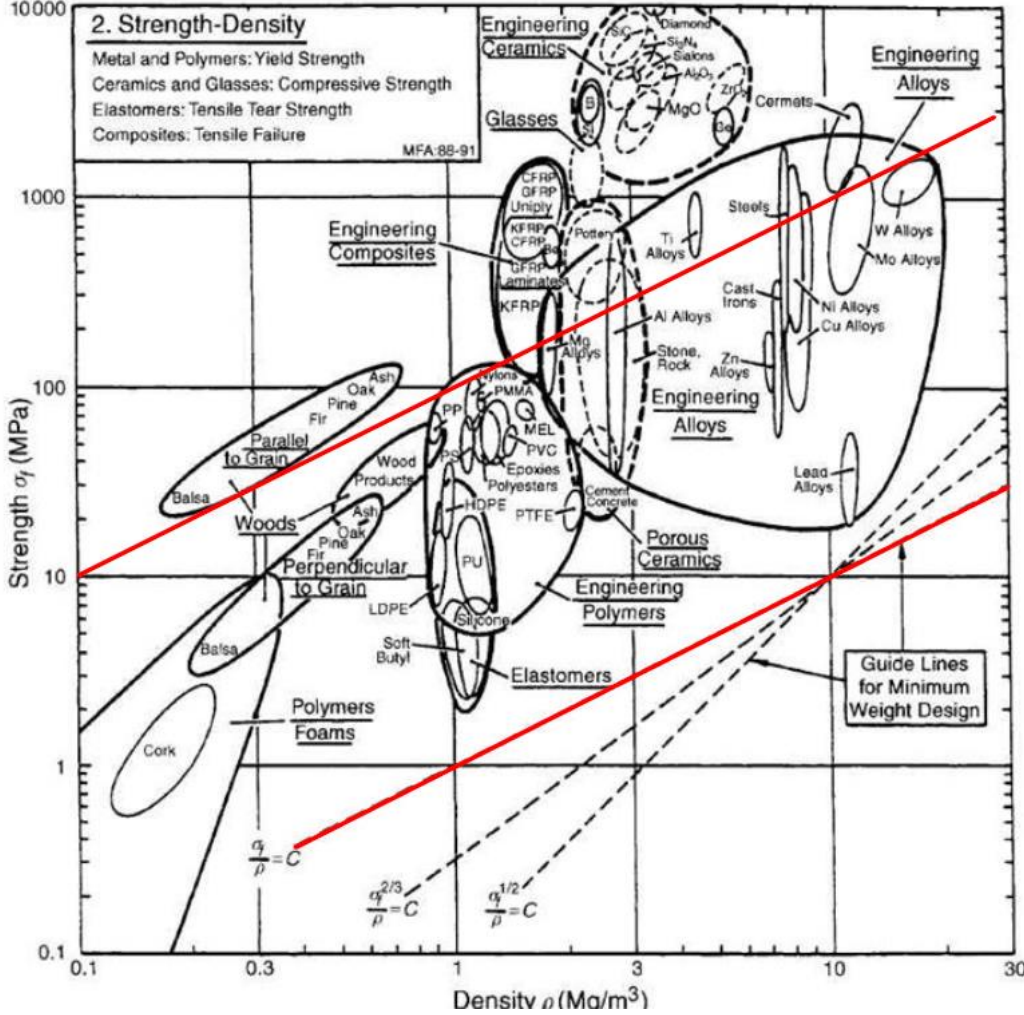 10000
2. Strength-Density
Metal and Polymers: Yield Strength
Ceramics and Glasses: Compressive Strength
Elastomers: Tensile Tear Strength
Composites: Tensile Failure
MFA:88-91
Engineering
Ceramics
Diamond
SiC
Si3N4
Sialons
Al2O3
ZrO2
MgO
B
Si
Ge
Cermets
Engineering
Alloys
Glasses
1000
CFRP
GFRP
Uniply
KFRP
CFRP
Be
GFRP
Laminates
KFRP
Engineering
Composites
Pottery
Ti
Alloys
Steels
W Alloys
Mo Alloys
Cast
Irons
Ni Alloys
Cu Alloys
Al Alloys
Mg
Alloys
Stone,
Rock
Zn
Alloys
Engineering
Alloys
Lead
Alloys
100
Ash
Oak
Pine
Fir
Parallel
to Grain
Balsa
Wood
Products
Woods
Ash
Oak
Pine
Fir
Perpendicular
to Grain
Balsa
Nylons
PMMA
PP
MEL
PS
PVC
Epoxies
Polyesters
HDPE
PTFE
Cement
Concrete
Porous
Ceramics
PU
LDPE
Engineering
Polymers
Silicone
Soft
Butyl
Elastomers
10
Polymers
Foams
Cork
Guide Lines
for Minimum
Weight Design
1
σf/ρ = C
σf^2/3/ρ = C
σf^1/2/ρ = C
0.1
Strength σf (MPa)
0.1
0.3
1
3
10
30
Density ρ (Mg/m³)